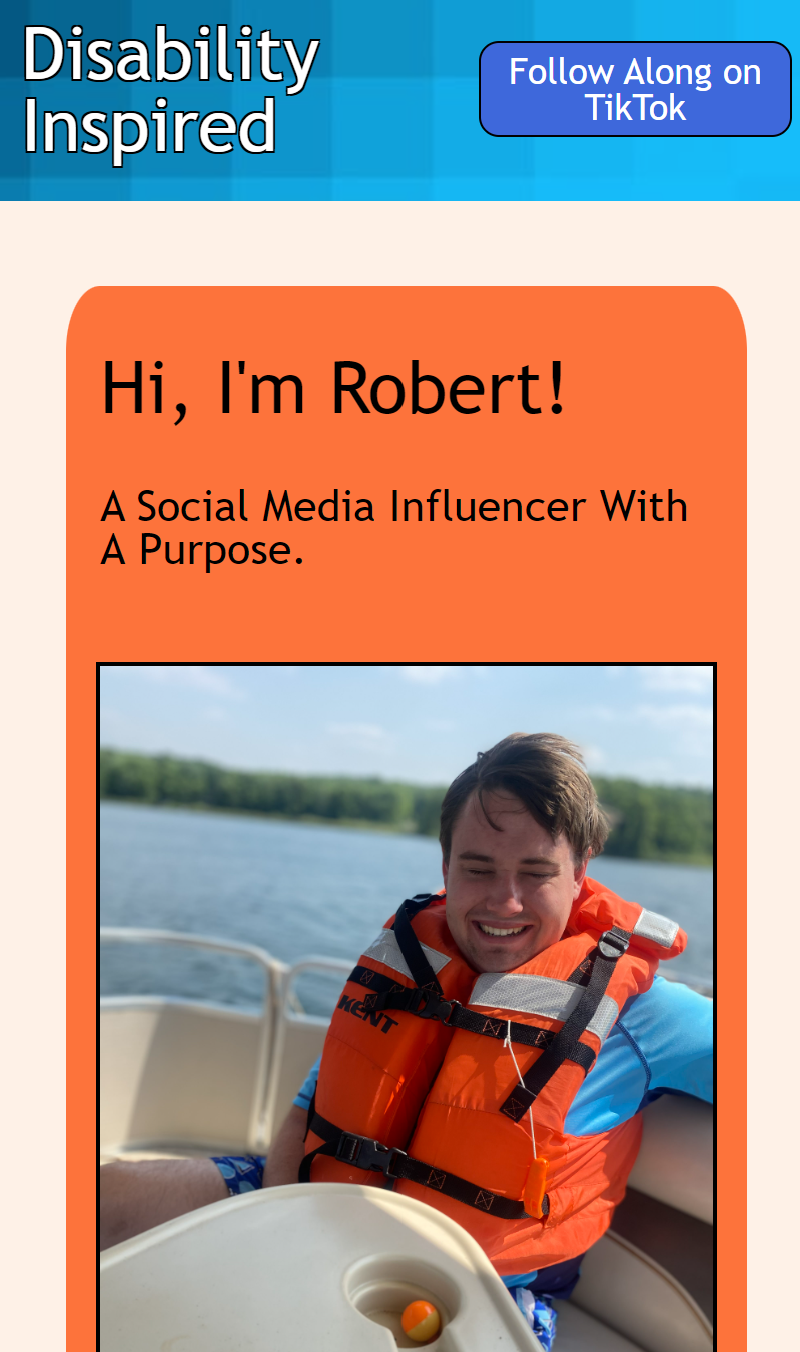 Disability
Inspired
Follow Along on
TikTok
Hi, I'm Robert!
A Social Media Influencer With
A Purpose.
KENT